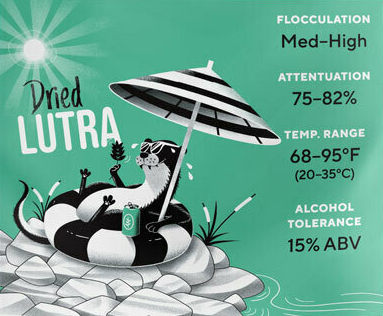 Dried
LUTRA
FLOCCULATION
Med–High
ATTENTUATION
75–82%
TEMP. RANGE
68–95°F
(20–35°C)
ALCOHOL
TOLERANCE
15% ABV